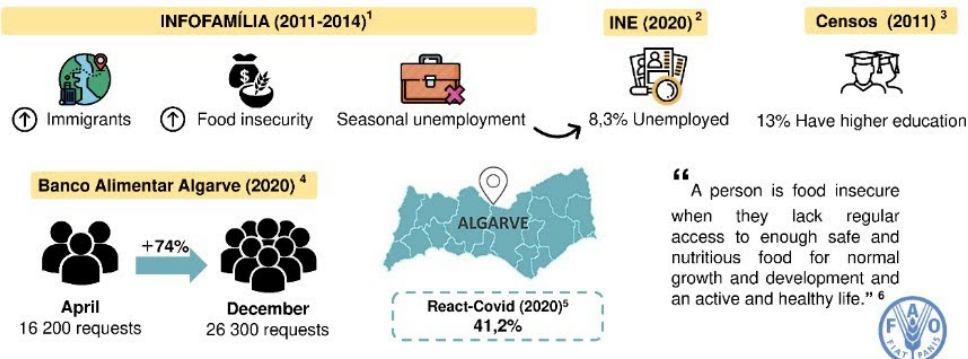 INFOFAMÍLIA (2011-2014)¹
INE (2020) ²
Censos (2011) ³
Immigrants
Food insecurity
Seasonal unemployment
8,3% Unemployed
13% Have higher education
Banco Alimentar Algarve (2020) ⁴
+74%
April
16 200 requests
December
26 300 requests
ALGARVE
React-Covid (2020)⁵
41,2%
“A person is food insecure
when they lack regular
access to enough safe and
nutritious food for normal
growth and development and
an active and healthy life.” ⁶
F A O
FIAT PANIS